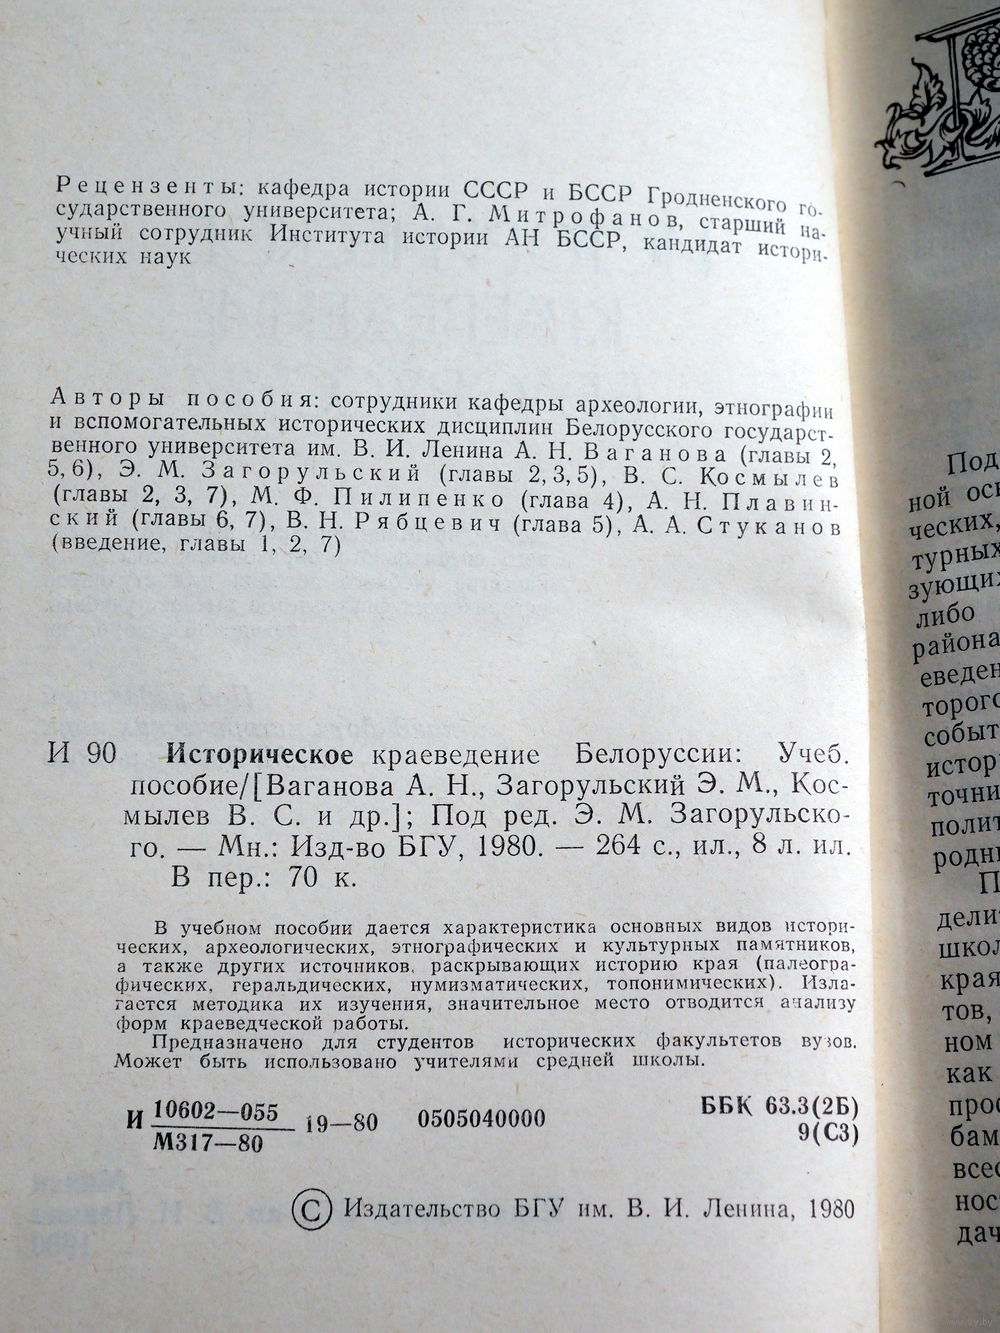 Рецензенты: кафедра истории СССР и БССР Гродненского го-
сударственного университета; А. Г. Митрофанов, старший на-
учный сотрудник Института истории АН БССР, кандидат истори-
ческих наук
Авторы пособия: сотрудники кафедры археологии, этнографии
и вспомогательных исторических дисциплин Белорусского государст-
венного университета им. В. И. Ленина А. Н. Ваганова (главы 2,
5, 6), Э. М. Загорульский (главы 2, 3, 5), В. С. Космылев
(главы 2, 3, 7), М. Ф. Пилипенко (глава 4), А. Н. Плавин-
ский (главы 6, 7), В. Н. Рябцевич (глава 5), А. А. Стуканов
(введение, главы 1, 2, 7)
И 90 Историческое краеведение Белоруссии: Учеб.
пособие/[Ваганова А. Н., Загорульский Э. М., Кос-
мылев В. С. и др.]; Под ред. Э. М. Загорульско-
го. — Мн.: Изд-во БГУ, 1980. — 264 с., ил., 8 л. ил.
В пер.: 70 к.
В учебном пособии дается характеристика основных видов истори-
ческих, археологических, этнографических и культурных памятников,
а также других источников, раскрывающих историю края (палеогра-
фических, геральдических, нумизматических, топонимических). Изла-
гается методика их изучения, значительное место отводится анализу
форм краеведческой работы.
Предназначено для студентов исторических факультетов вузов.
Может быть использовано учителями средней школы.
И 10602—055 19—80 0505040000 ББК 63.3(2Б)
М317—80 9(С3)
© Издательство БГУ им. В. И. Ленина, 1980
Под
ной
ческих,
турных
зующих
либо
района
еведен
торого
событ
истор
точни
полит
родн
П
дели
школ
края
тов,
ном
как
прос
бам
всес
нос
дач